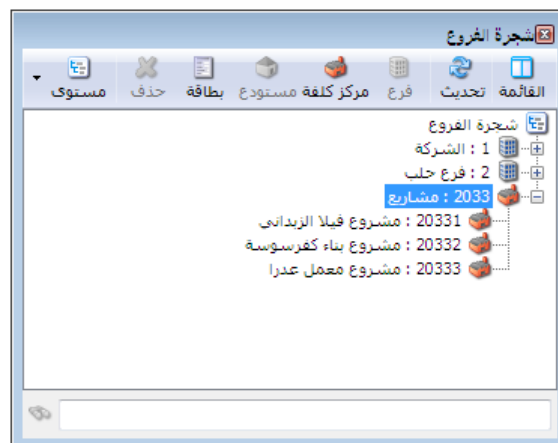 شجرة الفروع
القائمة تحديث فرع مركز كلفة مستودع بطاقة حذف مستوى
شجرة الفروع
1 : الشركة
2 : فرع حلب
2033 : مشاريع
20331 : مشروع فيلا الزبداني
20332 : مشروع بناء كفرسوسة
20333 : مشروع معمل عدرا